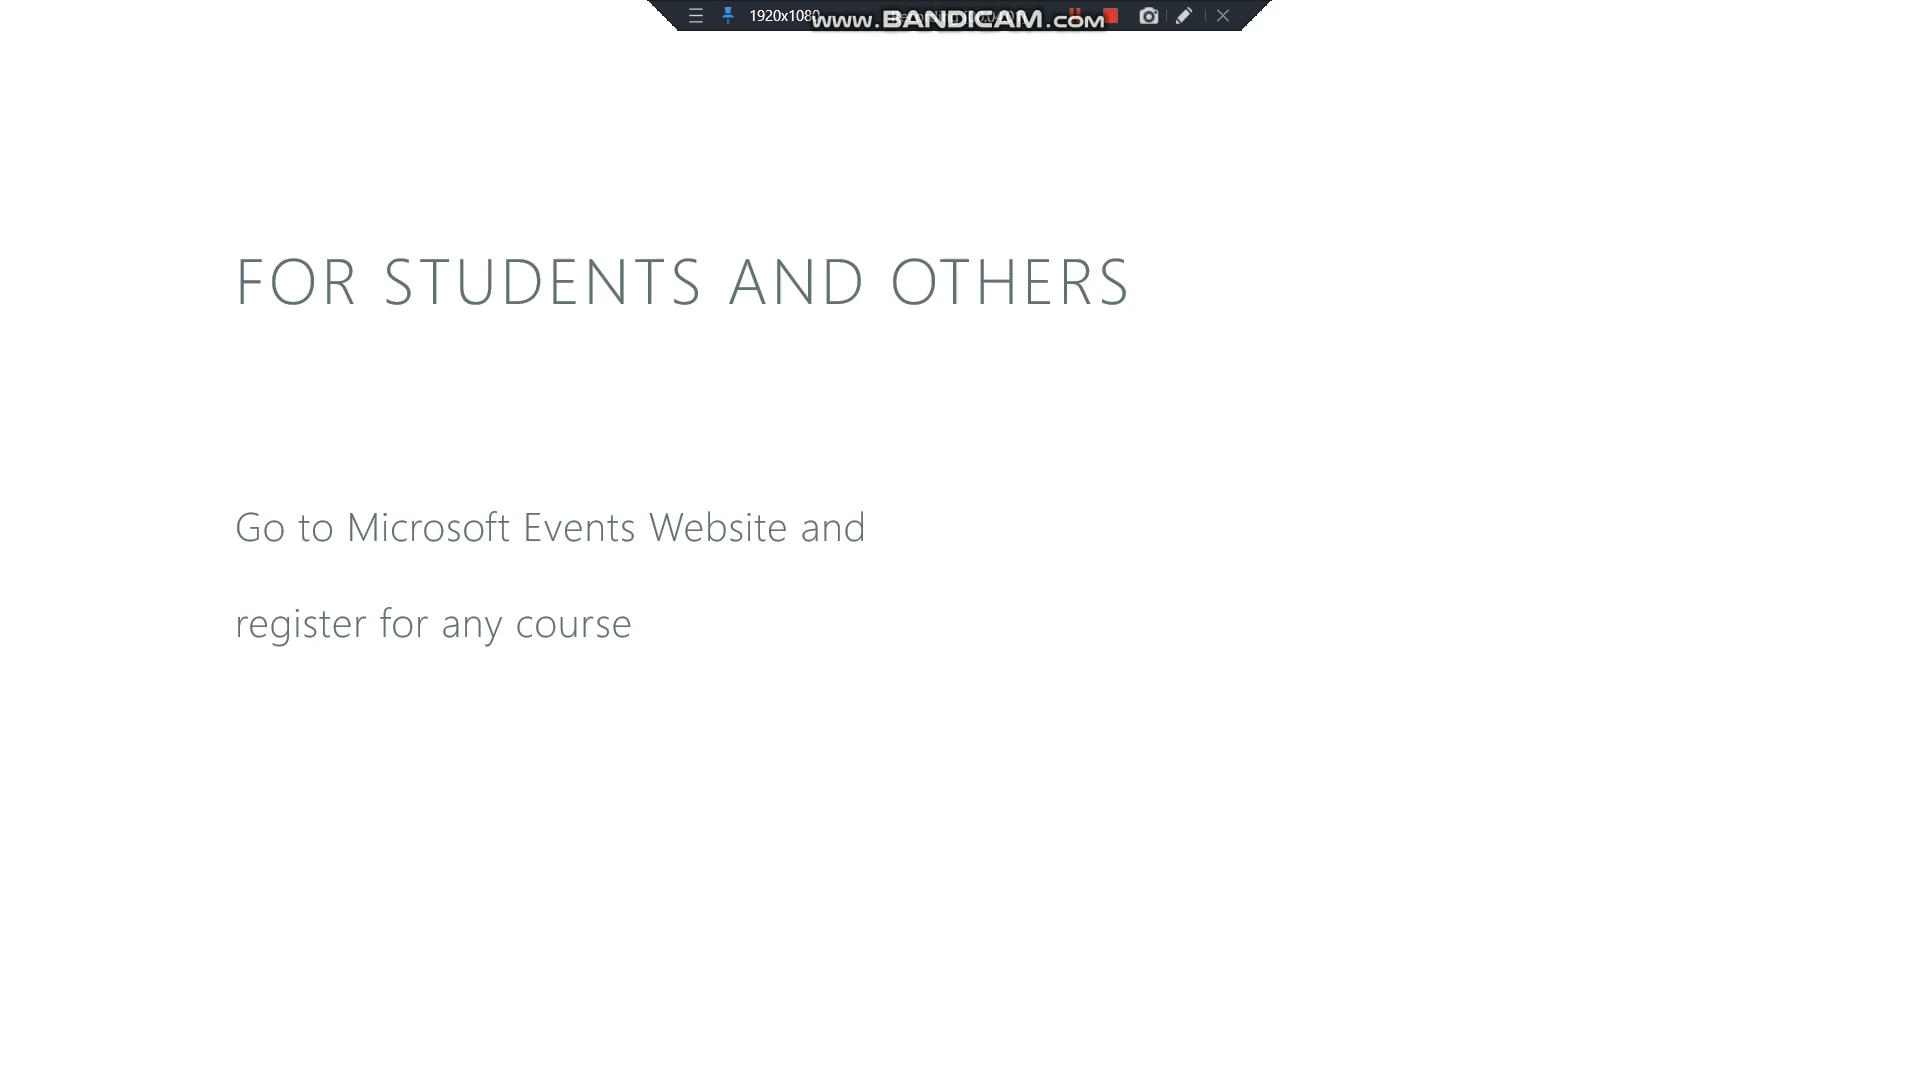 1920x1080
www.BANDICAM.com
FOR STUDENTS AND OTHERS
Go to Microsoft Events Website and
register for any course